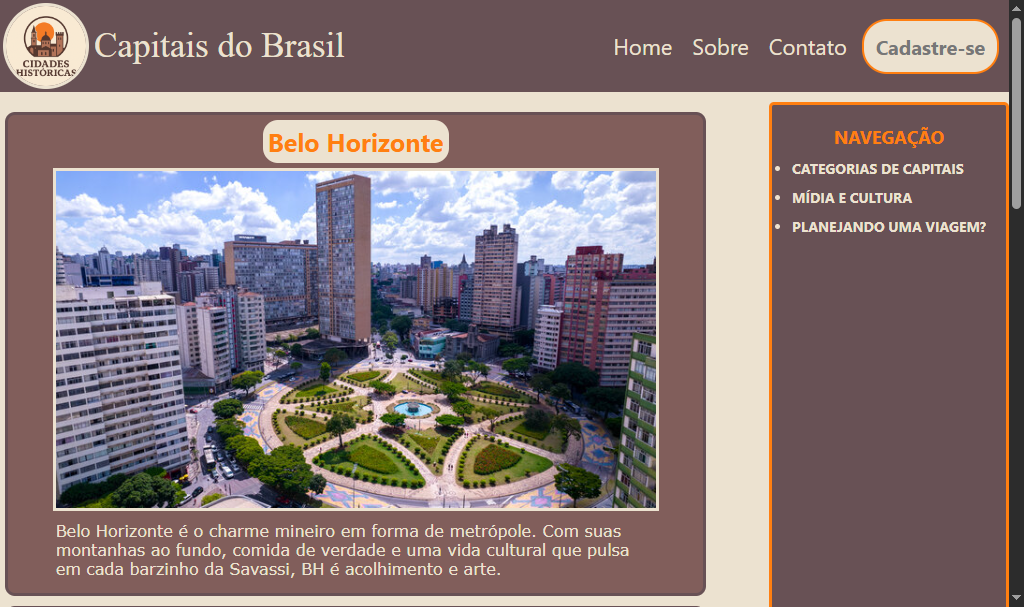 CIDADES
HISTÓRICAS
Capitais do Brasil
Home
Sobre
Contato
Cadastre-se
Belo Horizonte
Belo Horizonte é o charme mineiro em forma de metrópole. Com suas
montanhas ao fundo, comida de verdade e uma vida cultural que pulsa
em cada barzinho da Savassi, BH é acolhimento e arte.
NAVEGAÇÃO
CATEGORIAS DE CAPITAIS
MÍDIA E CULTURA
PLANEJANDO UMA VIAGEM?